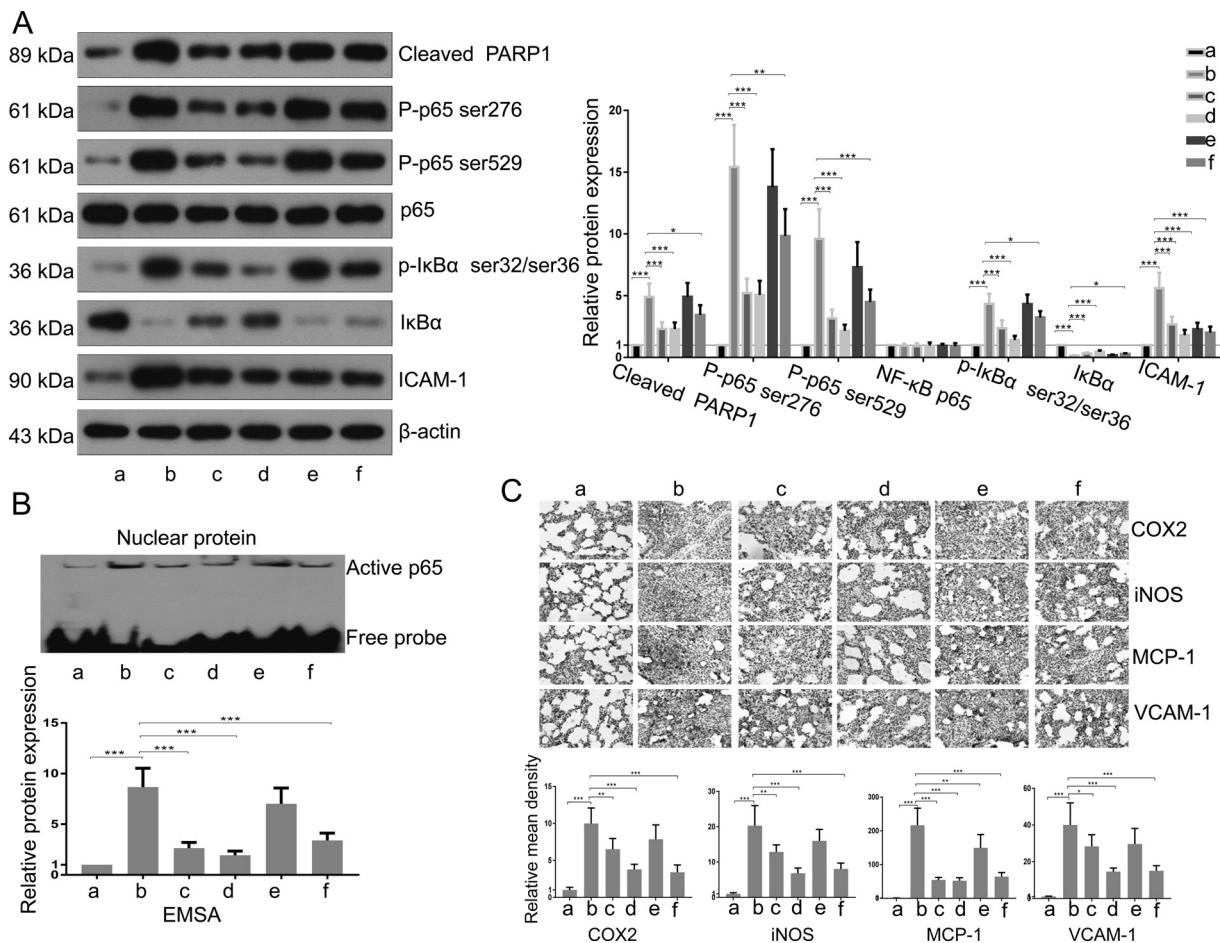 A
89 kDa Cleaved PARP1
61 kDa P-p65 ser276
61 kDa P-p65 ser529
61 kDa p65
36 kDa p-IκBα ser32/ser36
36 kDa IκBα
90 kDa ICAM-1
43 kDa β-actin
a b c d e f
a
b
c
d
e
f
Relative protein expression
20
15
10
5
1
0
**
***
***
***
***
***
***
***
*
***
***
***
*
***
***
***
*
***
***
***
***
***
***
***
***
Cleaved PARP1
P-p65 ser276
P-p65 ser529
NF-κB p65
p-IκBα ser32/ser36
IκBα
ICAM-1
B
Nuclear protein
Active p65
Free probe
a b c d e f
Relative protein expression
15
10
5
1
0
***
***
***
***
a b c d e f
EMSA
C
a b c d e f
COX2
iNOS
MCP-1
VCAM-1
Relative mean density
15
10
5
1
*** ** *** ***
a b c d e f
COX2
30
20
10
1
*** ** *** ***
a b c d e f
iNOS
300
200
100
*** *** *** ** ***
a b c d e f
MCP-1
60
40
20
*** * *** ***
a b c d e f
VCAM-1